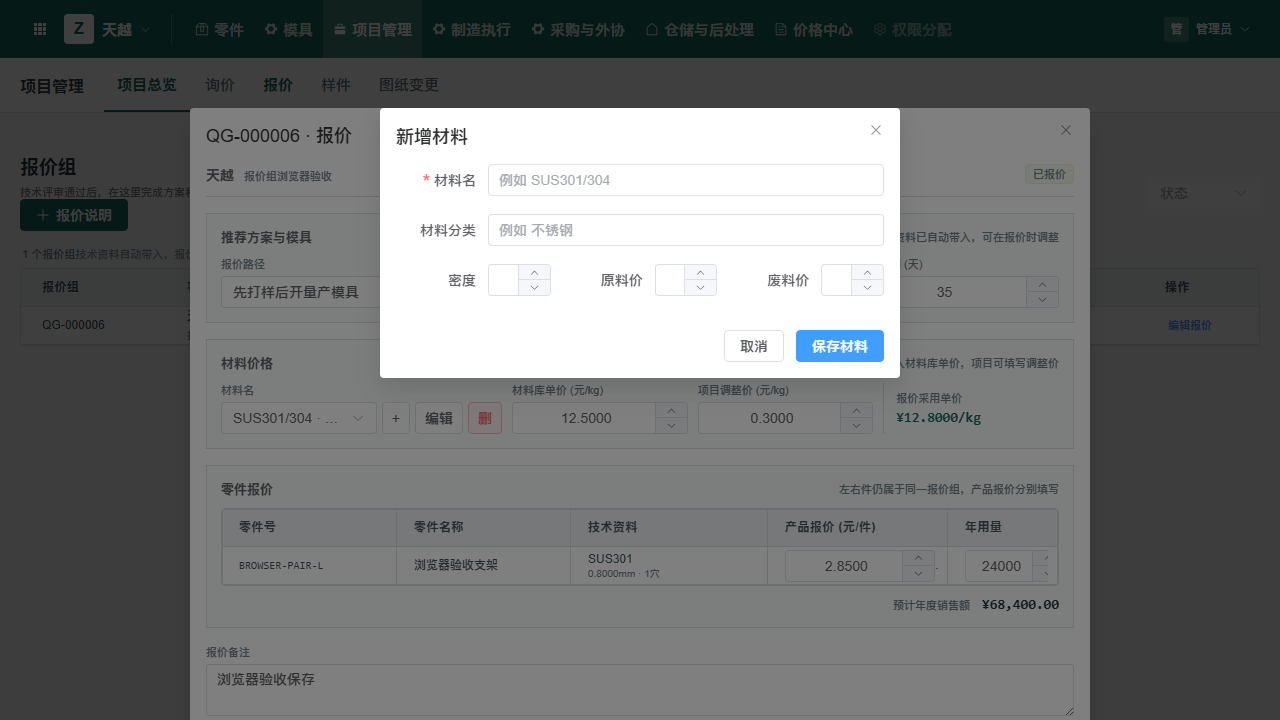 Z 天越 零件 模具 项目管理 制造执行 采购与外协 仓储与后处理 价格中心 权限分配 管 管理员
项目管理 项目总览 询价 报价 样件 图纸变更
QG-000006 · 报价
天越 报价组浏览器验收 已报价
报价组
技术评审通过后，在这里完成方案
报价说明
状态
1 个报价组技术资料自动带入，报
报价组 操作
QG-000006 编辑报价
新增材料
* 材料名 例如 SUS301/304
材料分类 例如 不锈钢
密度 原料价 废料价
取消 保存材料
推荐方案与模具 资料已自动带入，可在报价时调整
报价路径 (天)
先打样后开量产模具 35
材料价格 入材料库单价，项目可填写调整价
材料名 材料库单价 (元/kg) 项目调整价 (元/kg) 报价采用单价
SUS301/304 · ... + 编辑 删 12.5000 0.3000 ¥12.8000/kg
零件报价 左右件仍属于同一报价组，产品报价分别填写
零件号 零件名称 技术资料 产品报价 (元/件) 年用量
BROWSER-PAIR-L 浏览器验收支架 SUS301 2.8500 24000
0.8000mm · 1穴
预计年度销售额 ¥68,400.00
报价备注
浏览器验收保存